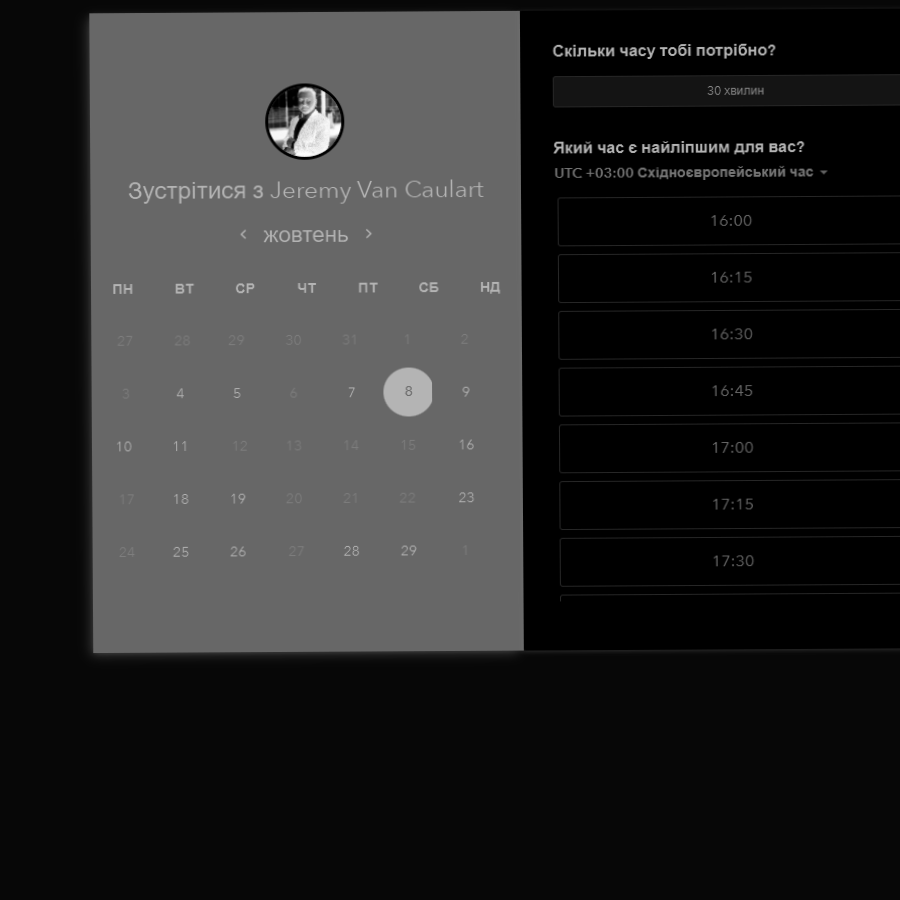 Зустрітися з Jeremy Van Caulart
жовтень
ПН ВТ СР ЧТ ПТ СБ НД
27 28 29 30 31 1 2
3 4 5 6 7 8 9
10 11 12 13 14 15 16
17 18 19 20 21 22 23
24 25 26 27 28 29 1
Скільки часу тобі потрібно?
30 хвилин
Який час є найліпшим для вас?
UTC +03:00 Східноєвропейський час
16:00
16:15
16:30
16:45
17:00
17:15
17:30